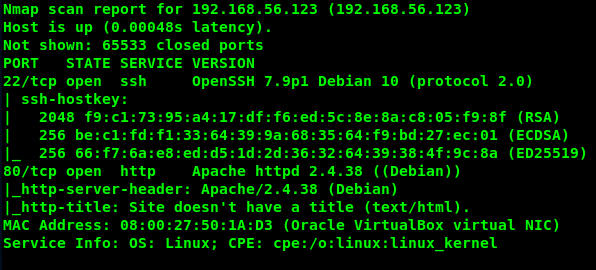 Nmap scan report for 192.168.56.123 (192.168.56.123)
Host is up (0.00048s latency).
Not shown: 65533 closed ports
PORT   STATE SERVICE VERSION
22/tcp open  ssh     OpenSSH 7.9p1 Debian 10 (protocol 2.0)
| ssh-hostkey:
|   2048 f9:c1:73:95:a4:17:df:f6:ed:5c:8e:8a:c8:05:f9:8f (RSA)
|   256 be:c1:fd:f1:33:64:39:9a:68:35:64:f9:bd:27:ec:01 (ECDSA)
|_  256 66:f7:6a:e8:ed:d5:1d:2d:36:32:64:39:38:4f:9c:8a (ED25519)
80/tcp open  http    Apache httpd 2.4.38 ((Debian))
|_http-server-header: Apache/2.4.38 (Debian)
|_http-title: Site doesn't have a title (text/html).
MAC Address: 08:00:27:50:1A:D3 (Oracle VirtualBox virtual NIC)
Service Info: OS: Linux; CPE: cpe:/o:linux:linux_kernel